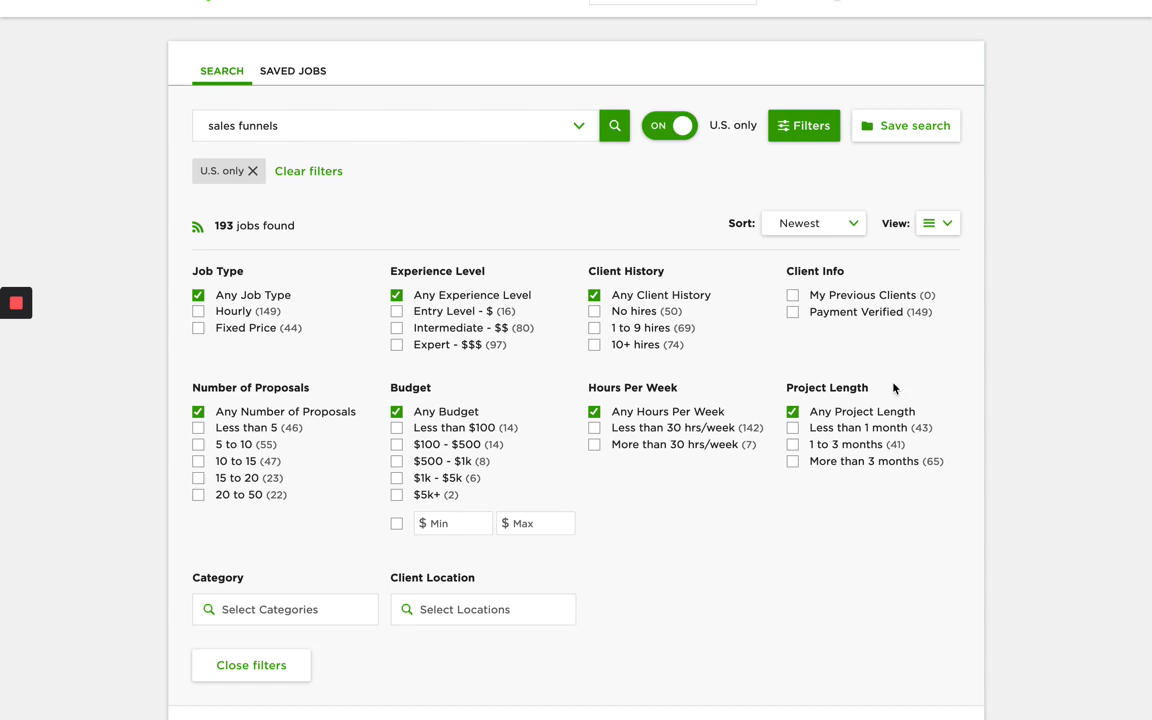 SEARCH SAVED JOBS
sales funnels ON U.S. only Filters Save search
U.S. only Clear filters
193 jobs found Sort: Newest View:
Job Type Experience Level Client History Client Info
Any Job Type Any Experience Level Any Client History My Previous Clients (0)
Hourly (149) Entry Level - $ (16) No hires (50) Payment Verified (149)
Fixed Price (44) Intermediate - $$ (80) 1 to 9 hires (69)
Expert - $$$ (97) 10+ hires (74)
Number of Proposals Budget Hours Per Week Project Length
Any Number of Proposals Any Budget Any Hours Per Week Any Project Length
Less than 5 (46) Less than $100 (14) Less than 30 hrs/week (142) Less than 1 month (43)
5 to 10 (55) $100 - $500 (14) More than 30 hrs/week (7) 1 to 3 months (41)
10 to 15 (47) $500 - $1k (8) More than 3 months (65)
15 to 20 (23) $1k - $5k (6)
20 to 50 (22) $5k+ (2)
$ Min $ Max
Category Client Location
Select Categories Select Locations
Close filters